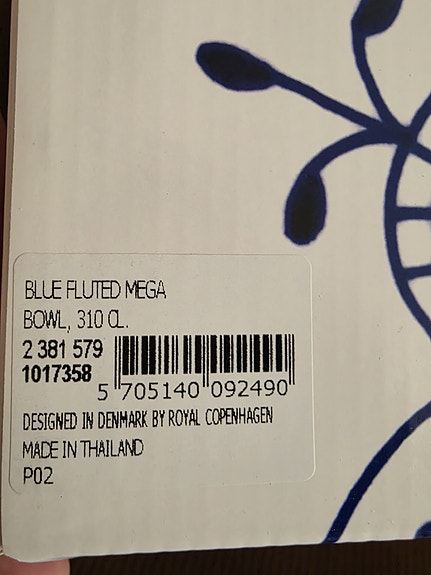 BLUE FLUTED MEGA
BOWL, 310 CL.
2 381 579
1017358
5 705140 092490
DESIGNED IN DENMARK BY ROYAL COPENHAGEN
MADE IN THAILAND
P02